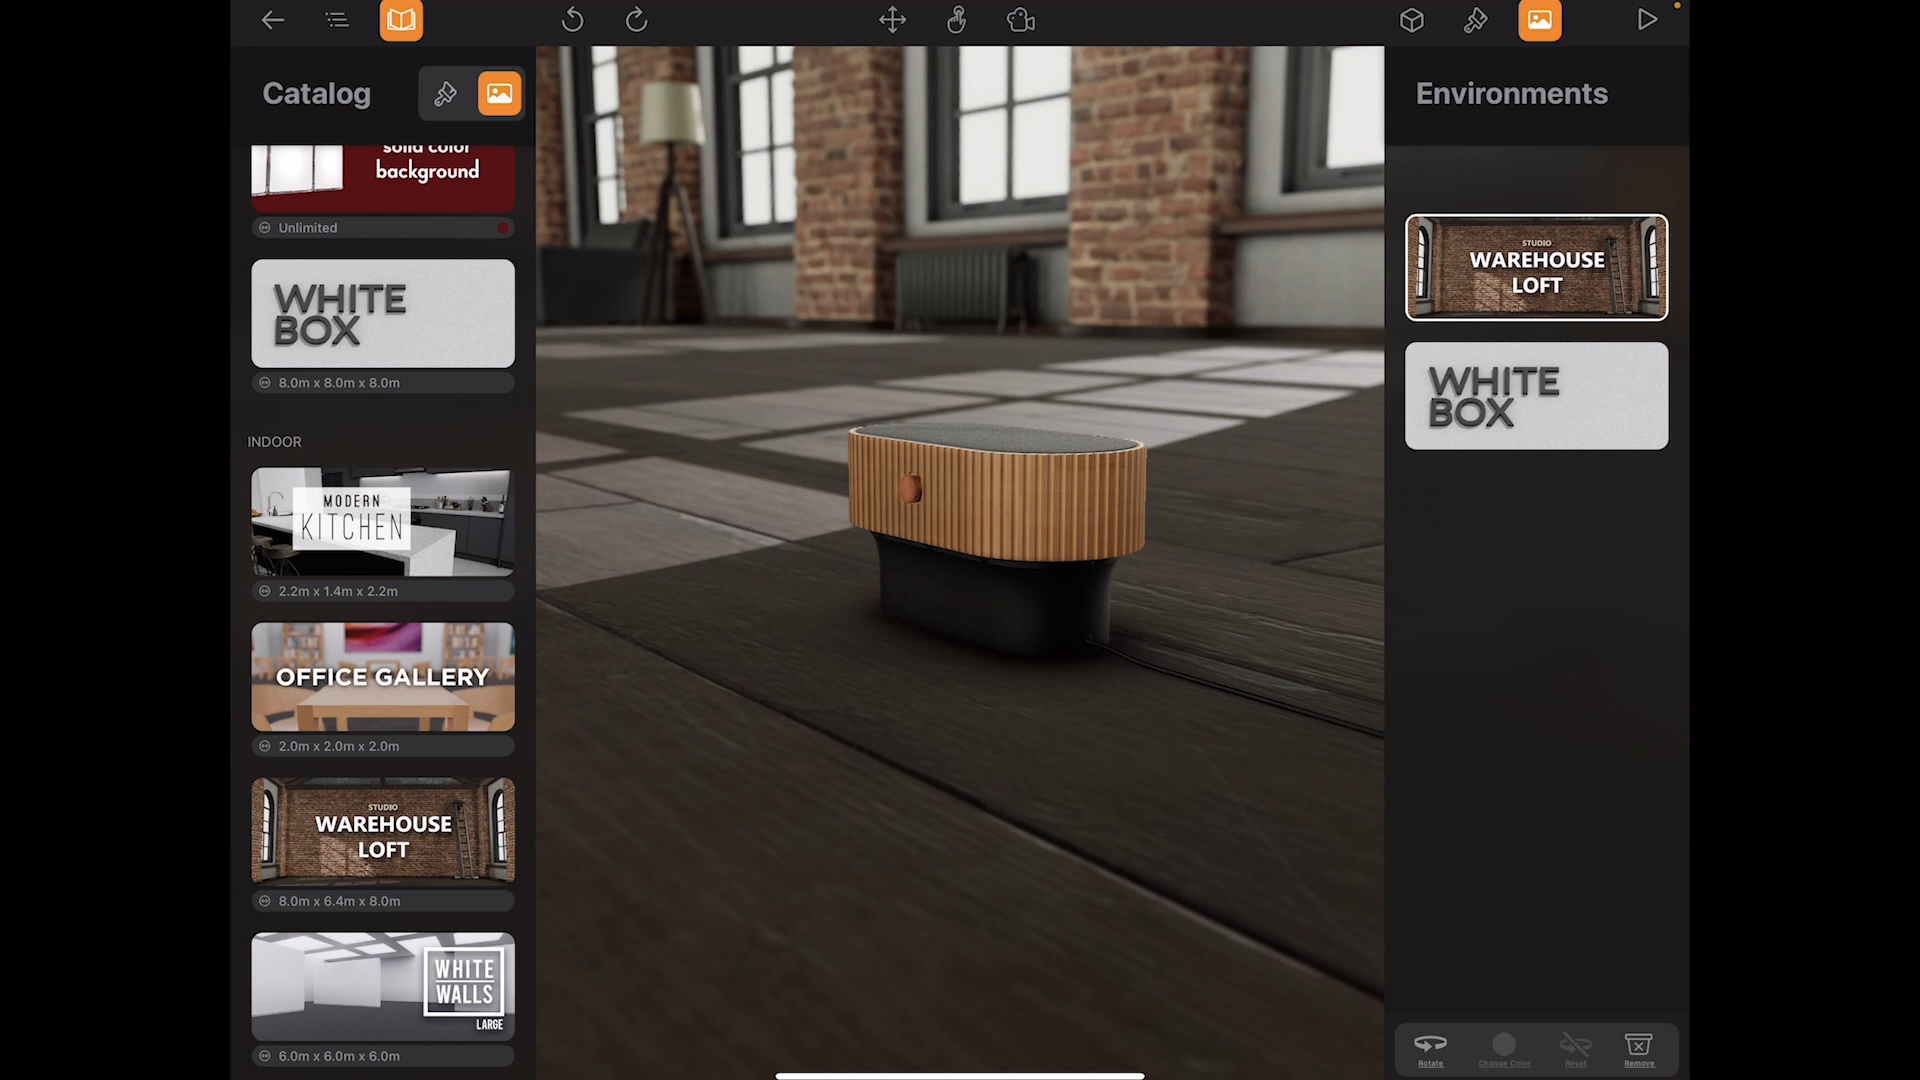 Catalog
solid color
background
Unlimited
WHITE
BOX
8.0m x 8.0m x 8.0m
INDOOR
MODERN
KITCHEN
2.2m x 1.4m x 2.2m
OFFICE GALLERY
2.0m x 2.0m x 2.0m
STUDIO
WAREHOUSE
LOFT
8.0m x 6.4m x 8.0m
WHITE
WALLS
LARGE
6.0m x 6.0m x 6.0m
Environments
STUDIO
WAREHOUSE
LOFT
WHITE
BOX
Rotate
Change Color
Reset
Remove